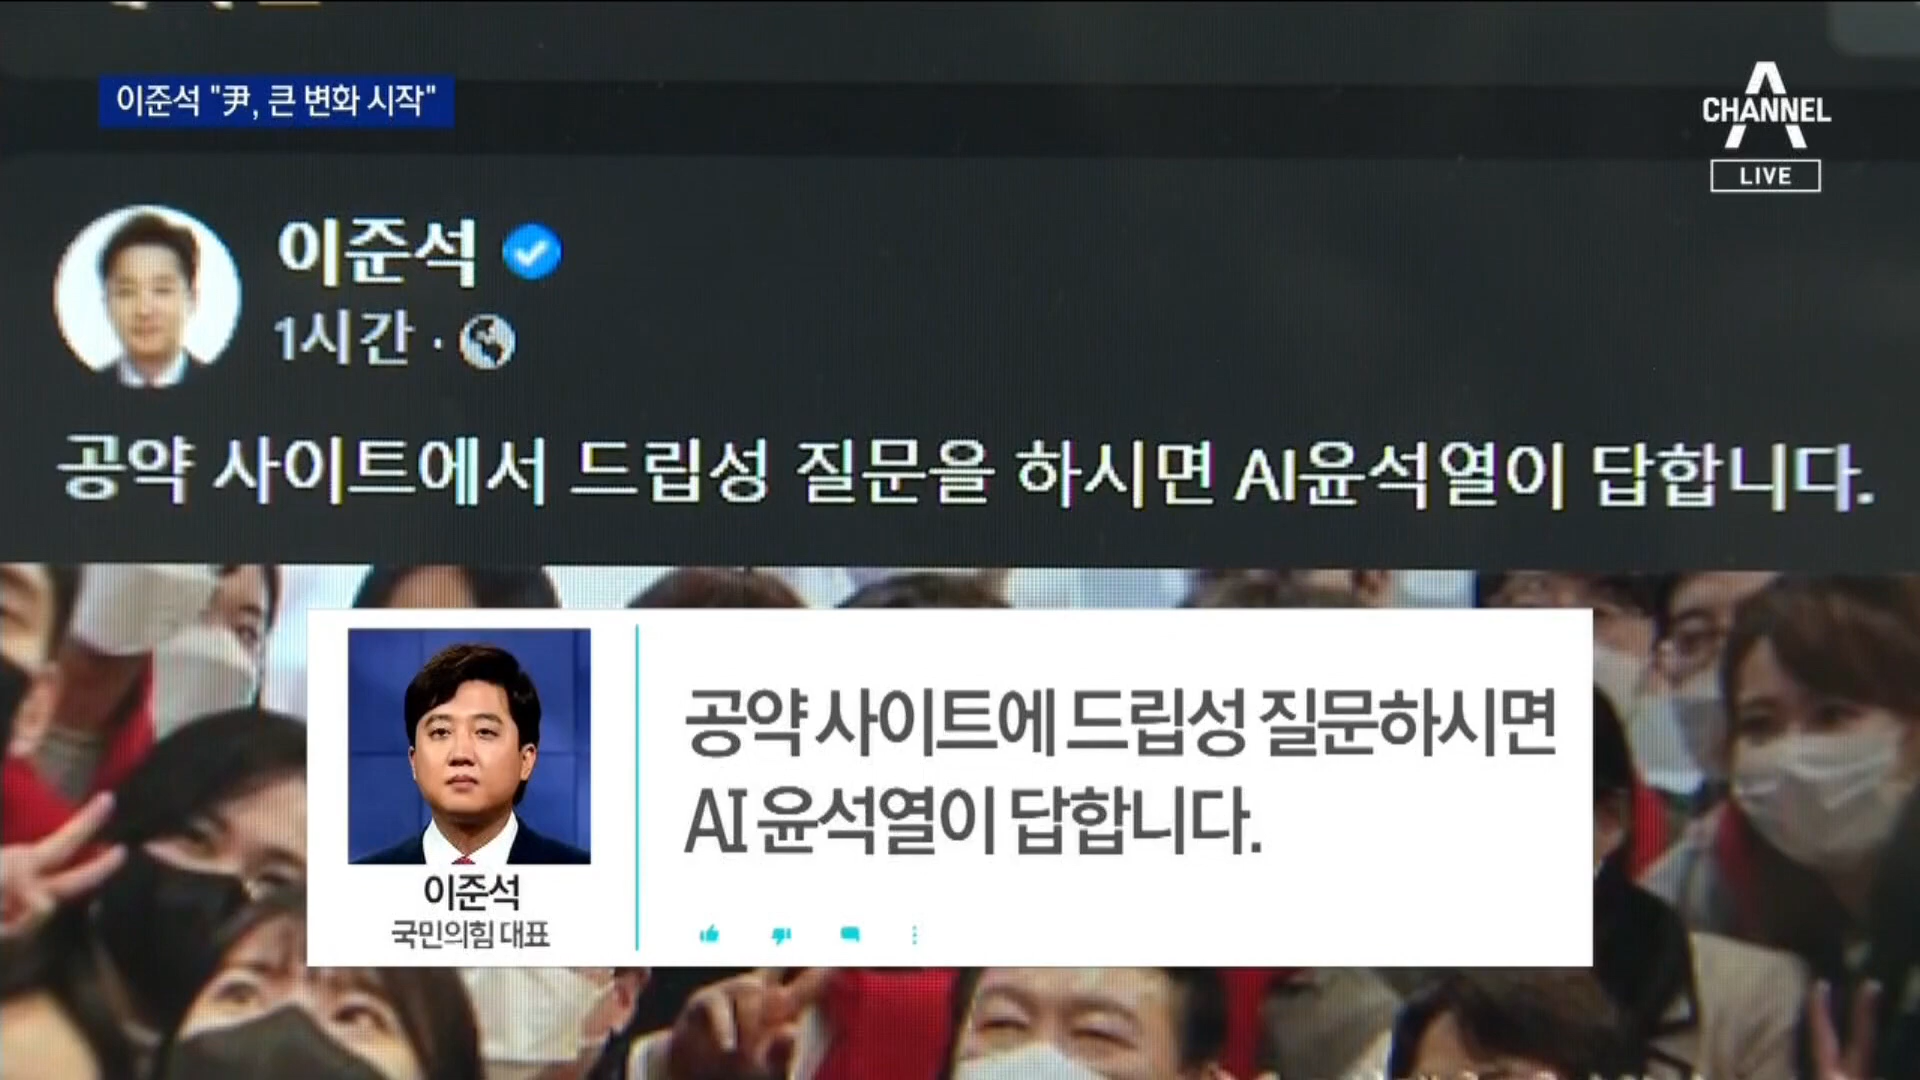 이준석 "尹, 큰 변화 시작"
CHANNEL A
LIVE
이준석
1시간 ·
공약 사이트에서 드립성 질문을 하시면 AI윤석열이 답합니다.
공약 사이트에 드립성 질문하시면
AI 윤석열이 답합니다.
이준석
국민의힘 대표